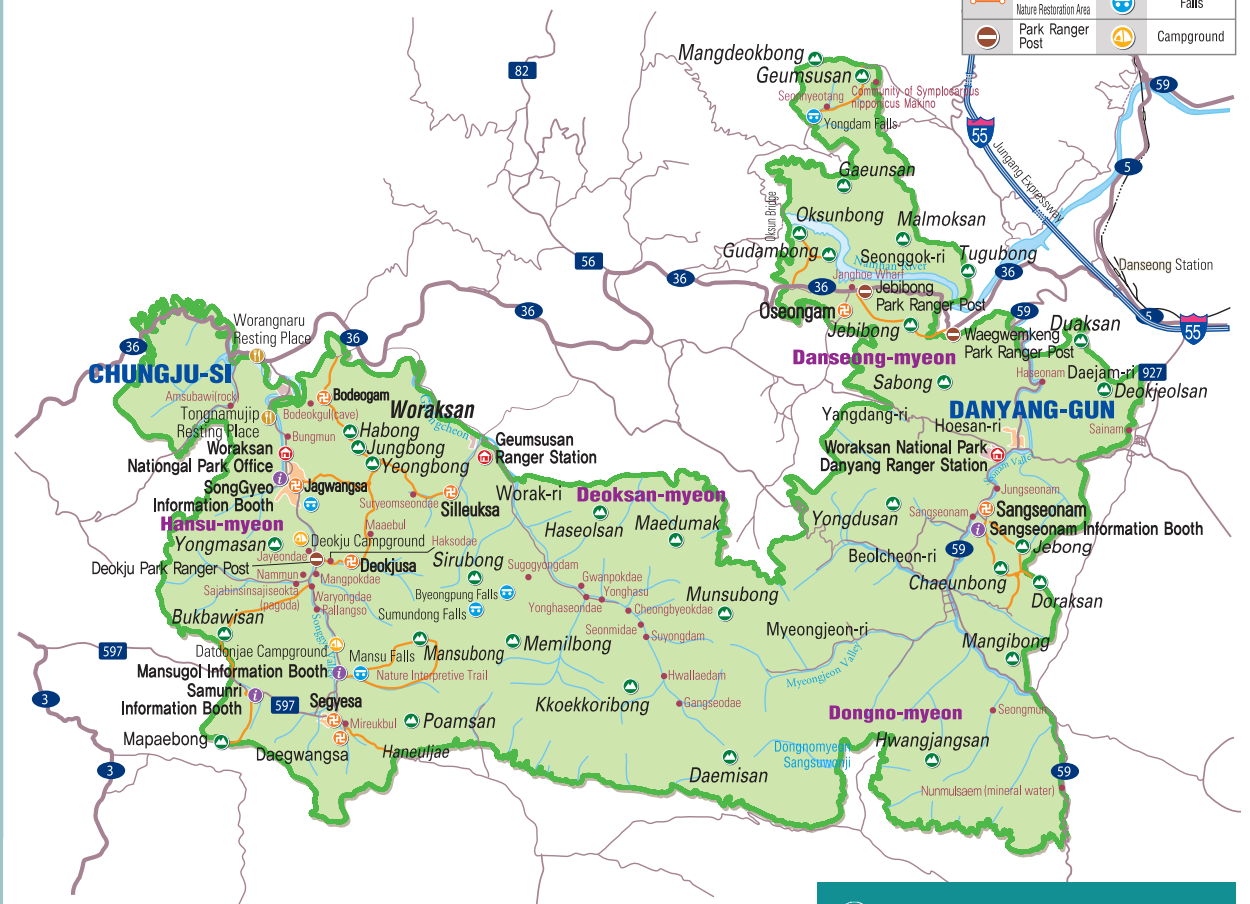 Nature Restoration Area
Falls
Park Ranger
Post
Campground
Mangdeokbong
Geumsusan
82
59
Community of Symplocarpus
nipponicus Makino
Yongdam Falls
55
Jungang Expressway
5
Gaeunsan
Oksun Bridge
Oksunbong
Malmoksan
Gudambong
Seonggok-ri
Tugubong
Danseong Station
56
36
36
36
Janghoe Wharf
Jebibong
Park Ranger Post
Oseongam
Jebibong
59
5
55
Waegwemkeng
Park Ranger Post
Duaksan
Danseong-myeon
Haseonam
Daejam-ri
927
Sabong
Deokjeolsan
36
Worangnaru
Resting Place
36
36
CHUNGJU-SI
Amsubawi(rock)
Bodeogam
Bodeokgul(cave)
Woraksan
Tongnamujip
Resting Place
Habong
Bungmun
Jungbong
Woraksan
Nationgal Park Office
Yeongbong
Geumsusan
Ranger Station
Yangdang-ri
DANYANG-GUN
Hoesan-ri
Sainam
Woraksan National Park
Danyang Ranger Station
SongGyeo
Information Booth
Jagwangsa
Suryeomseondae
Silleuksa
Worak-ri
Deoksan-myeon
Jungseonam
Hansu-myeon
Maaebul
Haseolsan
Maedumak
Yongdusan
Sangseonam
Sangseonam
Sangseonam Information Booth
Yongmasan
Deokju Campground
Haksodae
Jayeondae
Deokju Park Ranger Post
Deokjusa
Sirubong
Beolcheon-ri
59
Jebong
Nammun
Mangpokdae
Sugogyongdam
Gwanpokdae
Chaeunbong
Sajabinsinsajiseokta
(pagoda)
Waryongdae
Pallangso
Byeongpung Falls
Yonghasu
Yonghaseondae
Cheongbyeokdae
Munsubong
Doraksan
Sumundong Falls
Bukbawisan
Seonmidae
Suyongdam
Myeongjeon-ri
Mangibong
Datdonjae Campground
Mansu Falls
Mansubong
Memilbong
597
Mansugol Information Booth
Nature Interpretive Trail
Hwallaedam
Myeongjeon Valley
3
Samunri
Information Booth
597
Segyesa
Kkoekkoribong
Gangseodae
Dongno-myeon
Seongmun
Mapaebong
Mireukbul
Poamsan
Daegwangsa
Haneuljae
Hwangjangsan
3
Daemisan
59
Nunmulsaem (mineral water)